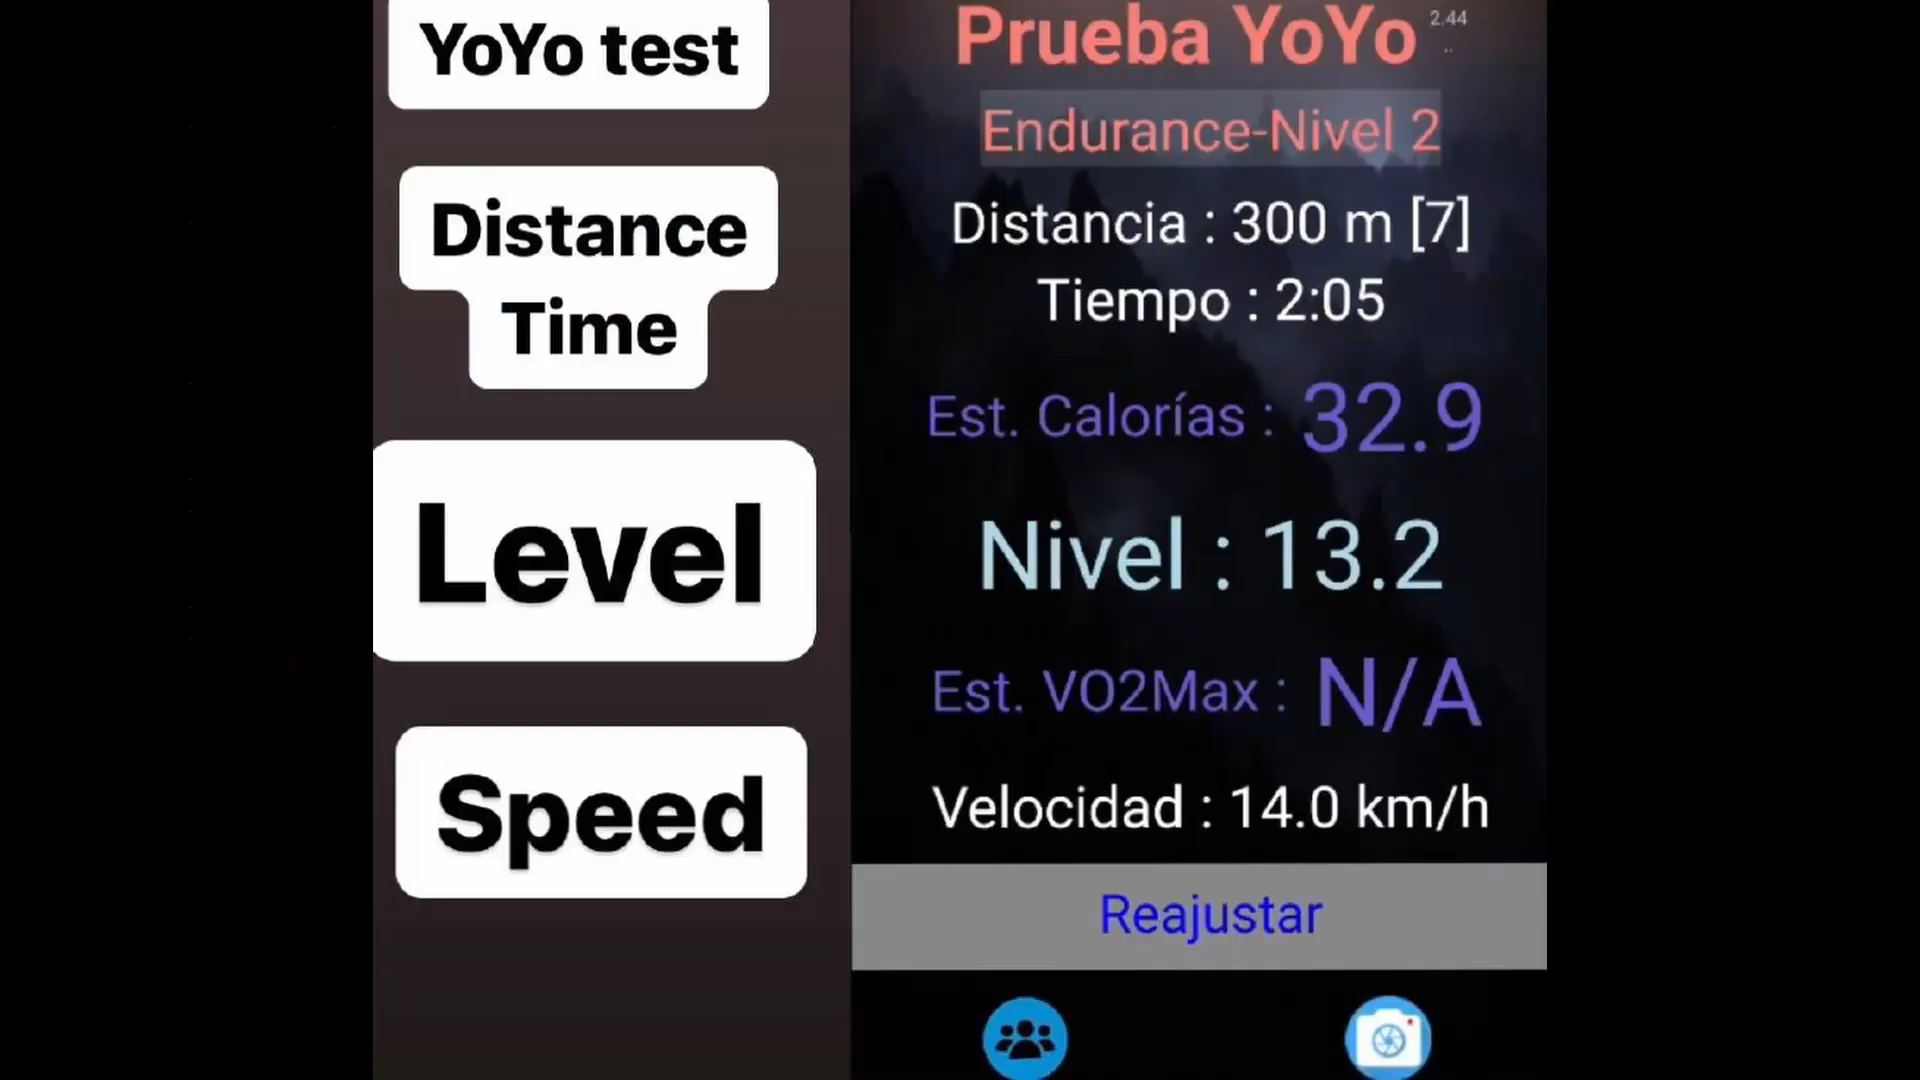 YoYo test
Distance
Time
Level
Speed
Prueba YoYo 2.44
Endurance-Nivel 2
Distancia : 300 m [7]
Tiempo : 2:05
Est. Calorías : 32.9
Nivel : 13.2
Est. VO2Max : N/A
Velocidad : 14.0 km/h
Reajustar